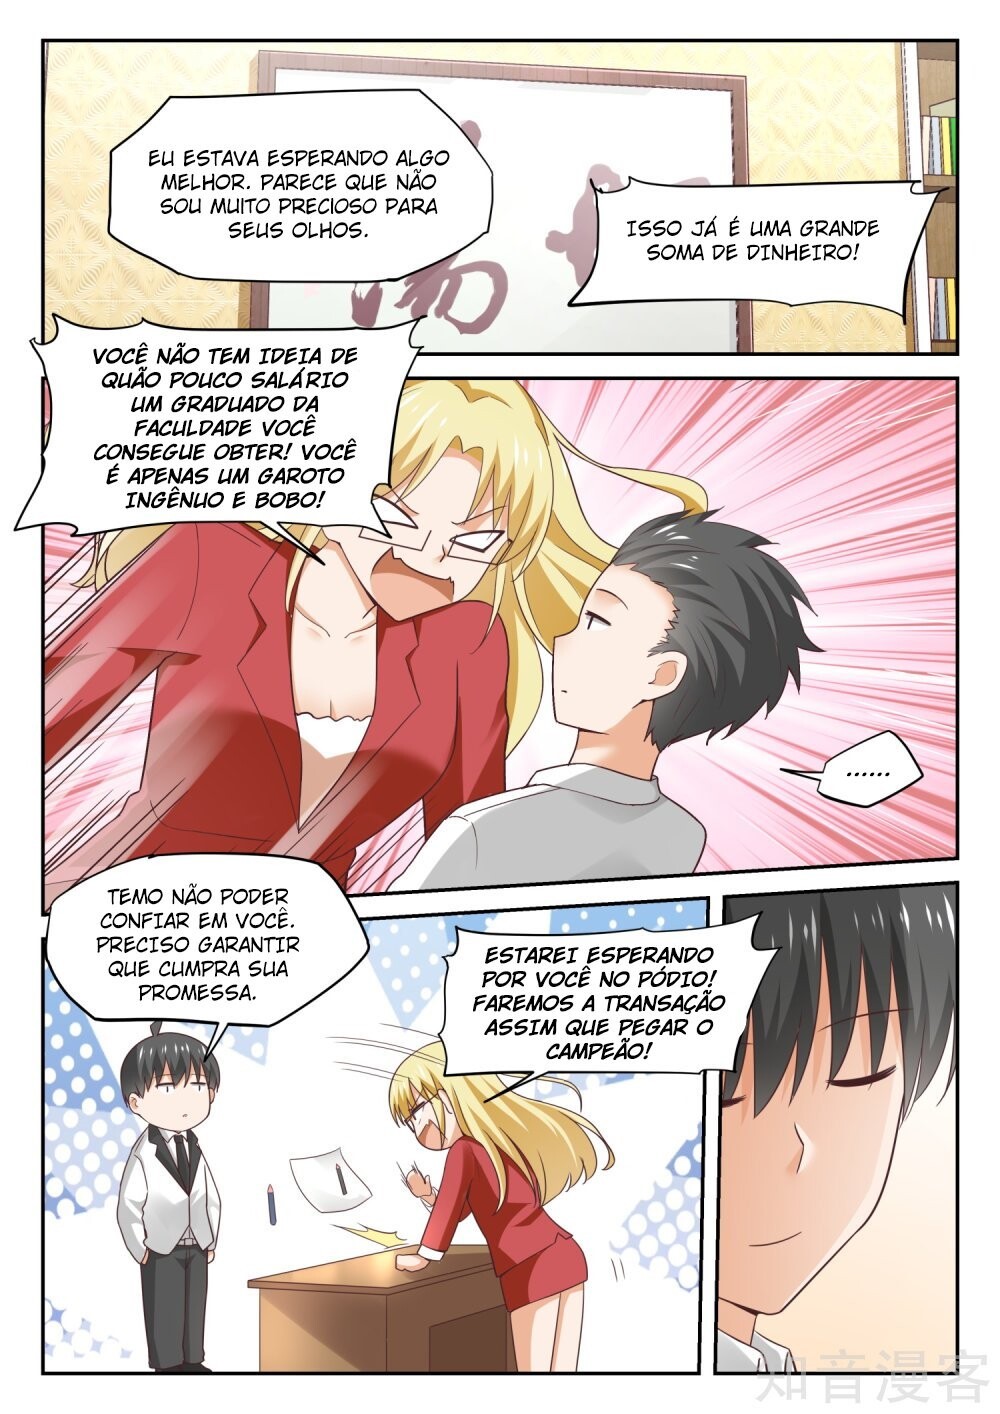 EU ESTAVA ESPERANDO ALGO
MELHOR. PARECE QUE NÃO
SOU MUITO PRECIOSO PARA
SEUS OLHOS.
ISSO JÁ É UMA GRANDE
SOMA DE DINHEIRO!
VOCÊ NÃO TEM IDEIA DE
QUÃO POUCO SALÁRIO
UM GRADUADO DA
FACULDADE VOCÊ
CONSEGUE OBTER! VOCÊ
É APENAS UM GAROTO
INGÊNUO E BOBO!
......
TEMO NÃO PODER
CONFIAR EM VOCÊ.
PRECISO GARANTIR
QUE CUMPRA SUA
PROMESSA.
ESTAREI ESPERANDO
POR VOCÊ NO PÓDIO!
FAREMOS A TRANSAÇÃO
ASSIM QUE PEGAR O
CAMPEÃO!
知音漫客